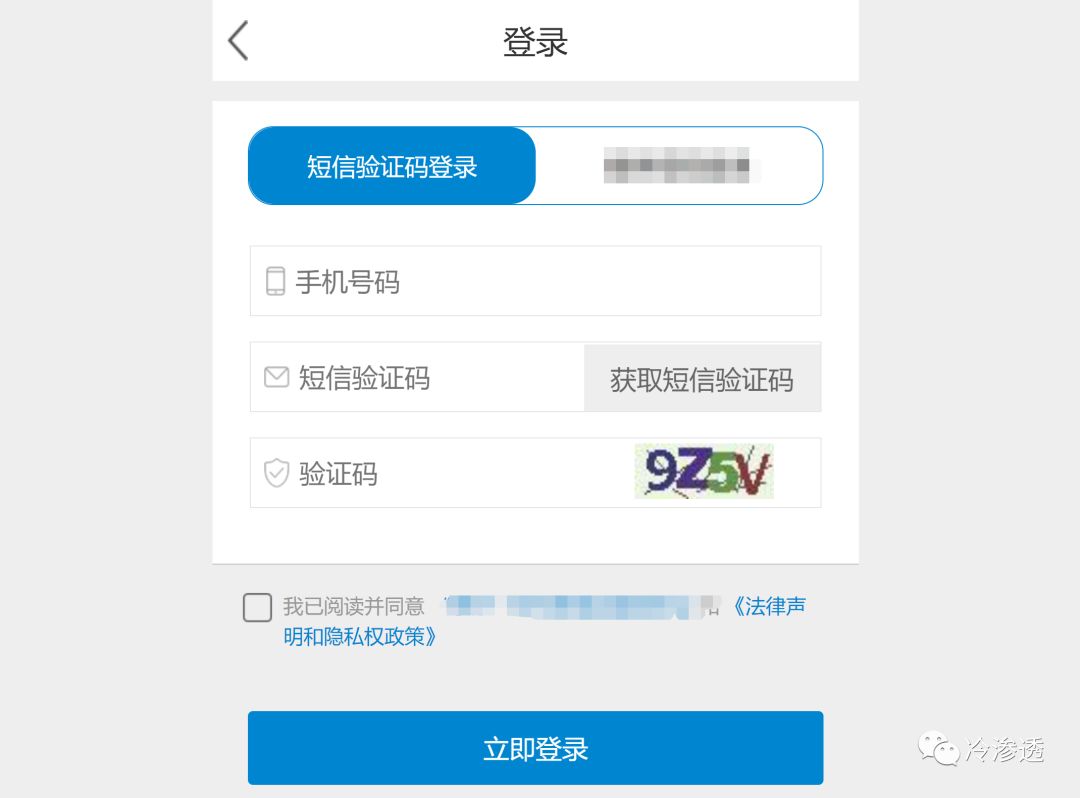 登录
短信验证码登录
手机号码
短信验证码 获取短信验证码
验证码 9Z5V
我已阅读并同意 《法律声
明和隐私权政策》
立即登录
冷渗透